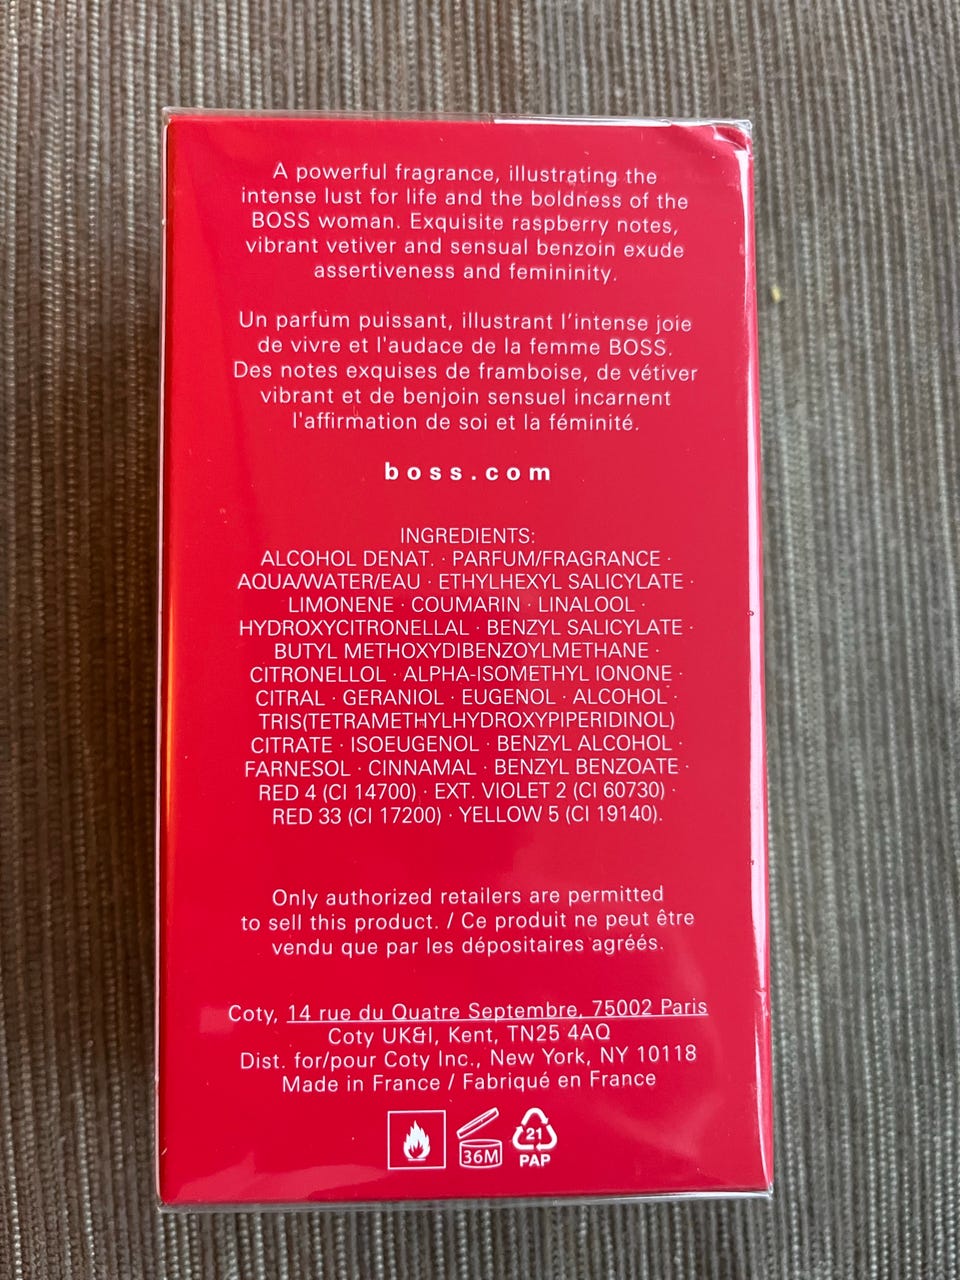 A powerful fragrance, illustrating the
intense lust for life and the boldness of the
BOSS woman. Exquisite raspberry notes,
vibrant vetiver and sensual benzoin exude
assertiveness and femininity.
Un parfum puissant, illustrant l'intense joie
de vivre et l'audace de la femme BOSS.
Des notes exquises de framboise, de vétiver
vibrant et de benjoin sensuel incarnent
l'affirmation de soi et la féminité.
boss.com
INGREDIENTS:
ALCOHOL DENAT. · PARFUM/FRAGRANCE ·
AQUA/WATER/EAU · ETHYLHEXYL SALICYLATE ·
LIMONENE · COUMARIN · LINALOOL ·
HYDROXYCITRONELLAL · BENZYL SALICYLATE ·
BUTYL METHOXYDIBENZOYLMETHANE ·
CITRONELLOL · ALPHA-ISOMETHYL IONONE ·
CITRAL · GERANIOL · EUGENOL · ALCOHOL ·
TRIS(TETRAMETHYLHYDROXYPIPERIDINOL)
CITRATE · ISOEUGENOL · BENZYL ALCOHOL ·
FARNESOL · CINNAMAL · BENZYL BENZOATE ·
RED 4 (CI 14700) · EXT. VIOLET 2 (CI 60730) ·
RED 33 (CI 17200) · YELLOW 5 (CI 19140).
Only authorized retailers are permitted
to sell this product. / Ce produit ne peut être
vendu que par les dépositaires agréés.
Coty, 14 rue du Quatre Septembre, 75002 Paris
Coty UK&I, Kent, TN25 4AQ
Dist. for/pour Coty Inc., New York, NY 10118
Made in France / Fabriqué en France
36M
21
PAP